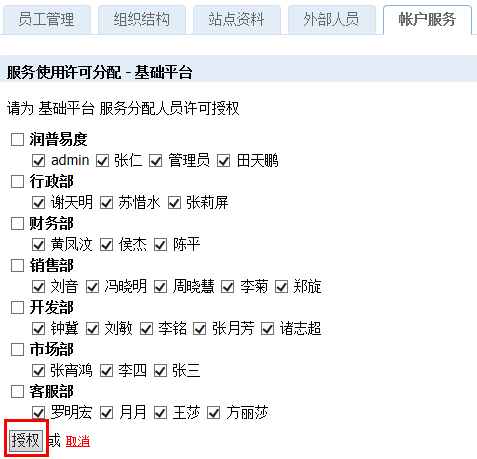 员工管理 组织结构 站点资料 外部人员 帐户服务
服务使用许可分配 - 基础平台
请为 基础平台 服务分配人员许可授权
润普易度
admin 张仁 管理员 田天鹏
行政部
谢天明 苏惜水 张莉屏
财务部
黄凤汶 侯杰 陈平
销售部
刘音 冯晓明 周晓慧 李菊 郑旋
开发部
钟冀 刘敏 李铭 张月芳 诸志超
市场部
张宵鸿 李四 张三
客服部
罗明宏 月月 王莎 方丽莎
授权 或 取消